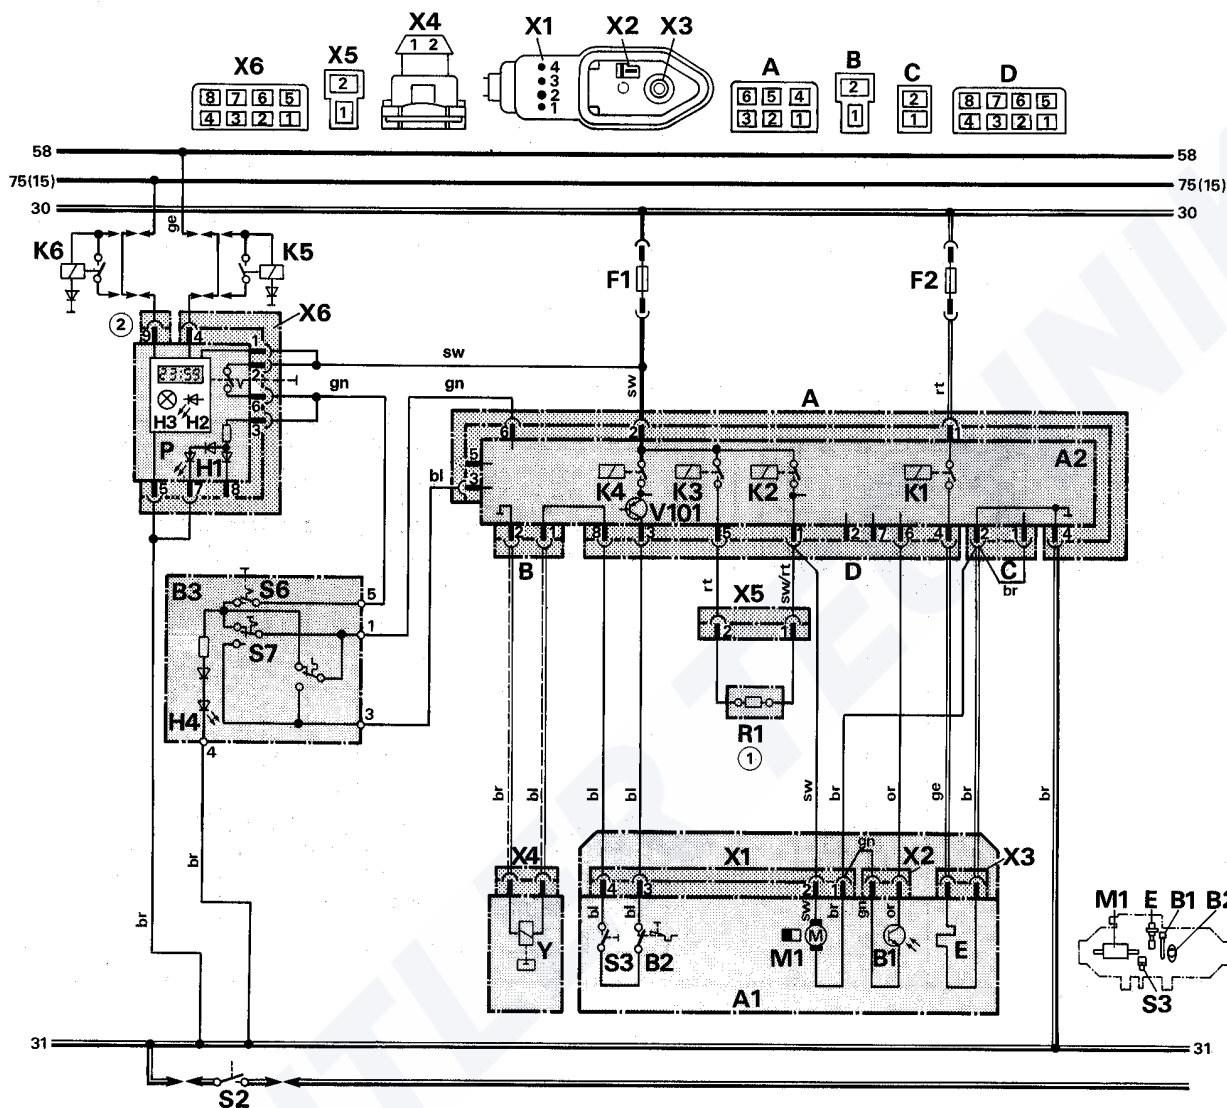 X6 X5 X4 X1 X2 X3 A B C D
8 7 6 5
4 3 2 1
2
1
1 2
4
3
2
1
6 5 4
3 2 1
2
1
2
1
8 7 6 5
4 3 2 1
58 58
75(15) 75(15)
30 30
ge
K6 K5 F1 F2
2 9 4 X6
1
sw
2
gn gn sw rt
23:59
6
H3 H2
3
P H1
5 7 8
A
6 2 1
A2
5
3
bl
K4 K3 K2 K1
V101
2 1 8 3 5 1 2 7 6 4 2 1 4
B D C
br
rt sw/rt
X5
2 1
R1
1
B3 S6 5
1
S7
H4 3
4
br bl bl bl sw br or ge br br
br
br
X4 X1 gn X2 X3
4 3 2 1
bl bl sw br gn or
Y S3 B2 M1 M B1 E
A1
M1 E B1 B2
S3
31 31
S2
TLER TECUNIK